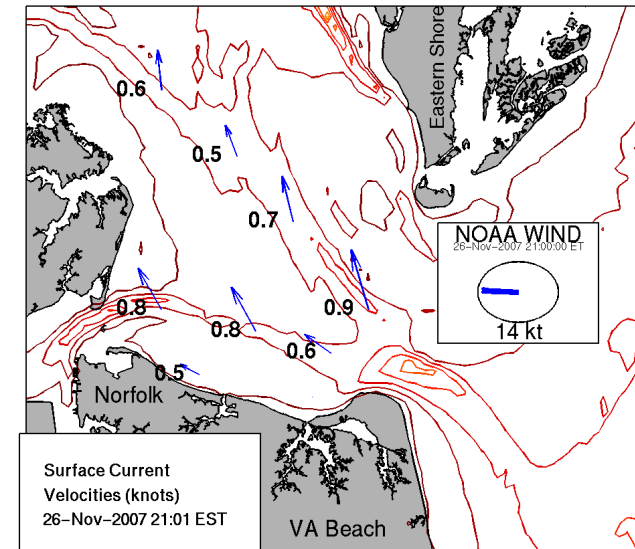 Eastern Shore
0.6
0.5
0.7
NOAA WIND
26-Nov-2007 21:00:00 ET
14 kt
0.9
0.8
0.8
0.6
0.5
Norfolk
Surface Current
Velocities (knots)
26-Nov-2007 21:01 EST
VA Beach